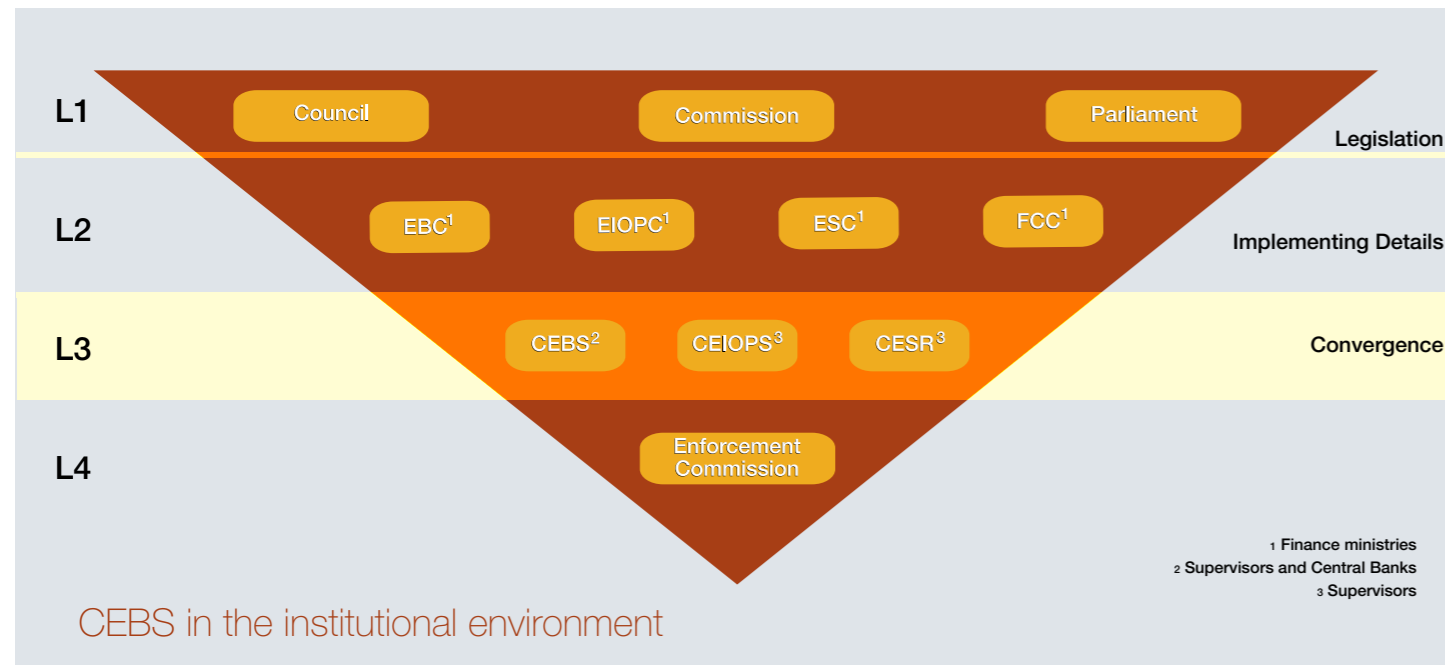 L1
Council
Commission
Parliament
Legislation
L2
EBC¹
EIOPC¹
ESC¹
FCC¹
Implementing Details
L3
CEBS²
CEIOPS³
CESR³
Convergence
L4
Enforcement
Commission
1 Finance ministries
2 Supervisors and Central Banks
3 Supervisors
CEBS in the institutional environment